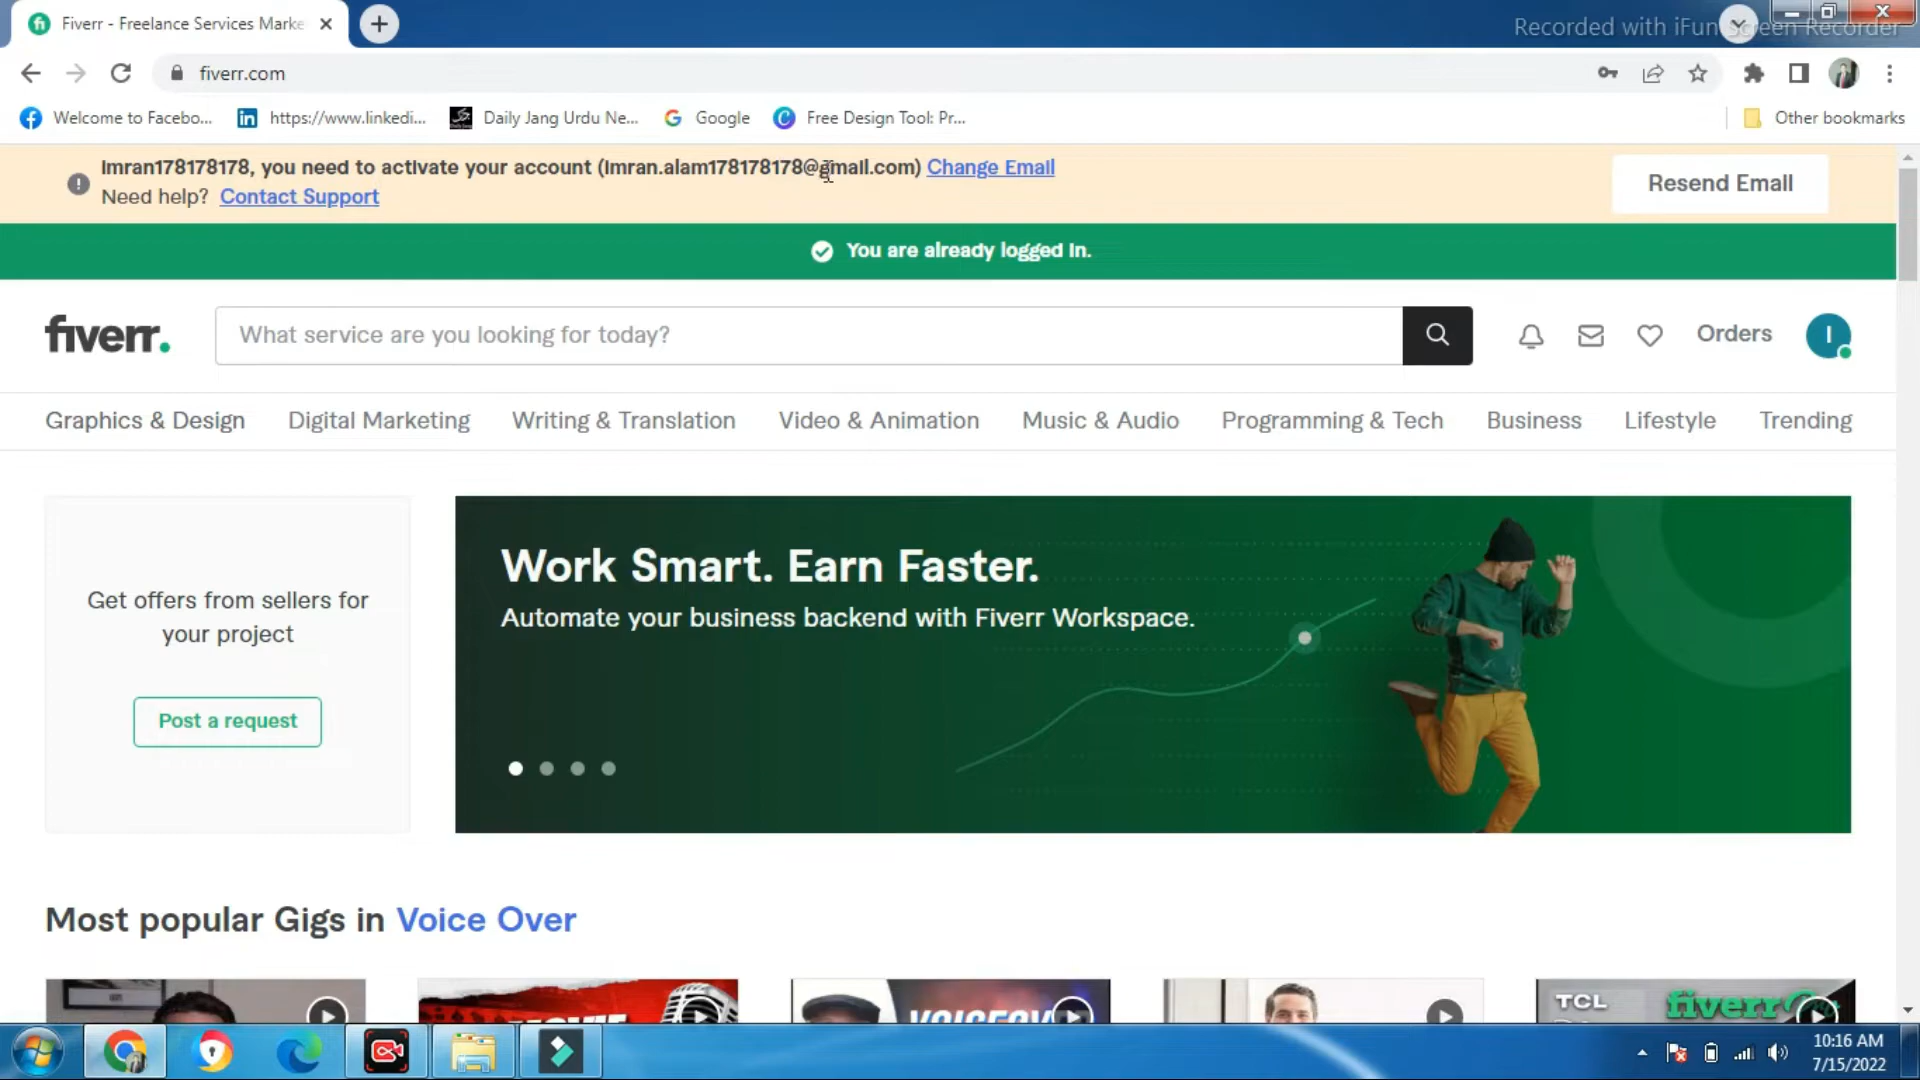 Fiverr - Freelance Services Marke
Recorded with iFun Screen Recorder
fiverr.com
Welcome to Facebo...
https://www.linkedi...
Daily Jang Urdu Ne...
Google
Free Design Tool: Pr...
Other bookmarks
Imran178178178, you need to activate your account (Imran.alam178178178@gmail.com) Change Email
Need help? Contact Support
Resend Email
You are already logged in.
fiverr.
What service are you looking for today?
Orders
I
Graphics & Design
Digital Marketing
Writing & Translation
Video & Animation
Music & Audio
Programming & Tech
Business
Lifestyle
Trending
Get offers from sellers for
your project
Post a request
Work Smart. Earn Faster.
Automate your business backend with Fiverr Workspace.
Most popular Gigs in Voice Over
TCL
fiverr
10:16 AM
7/15/2022